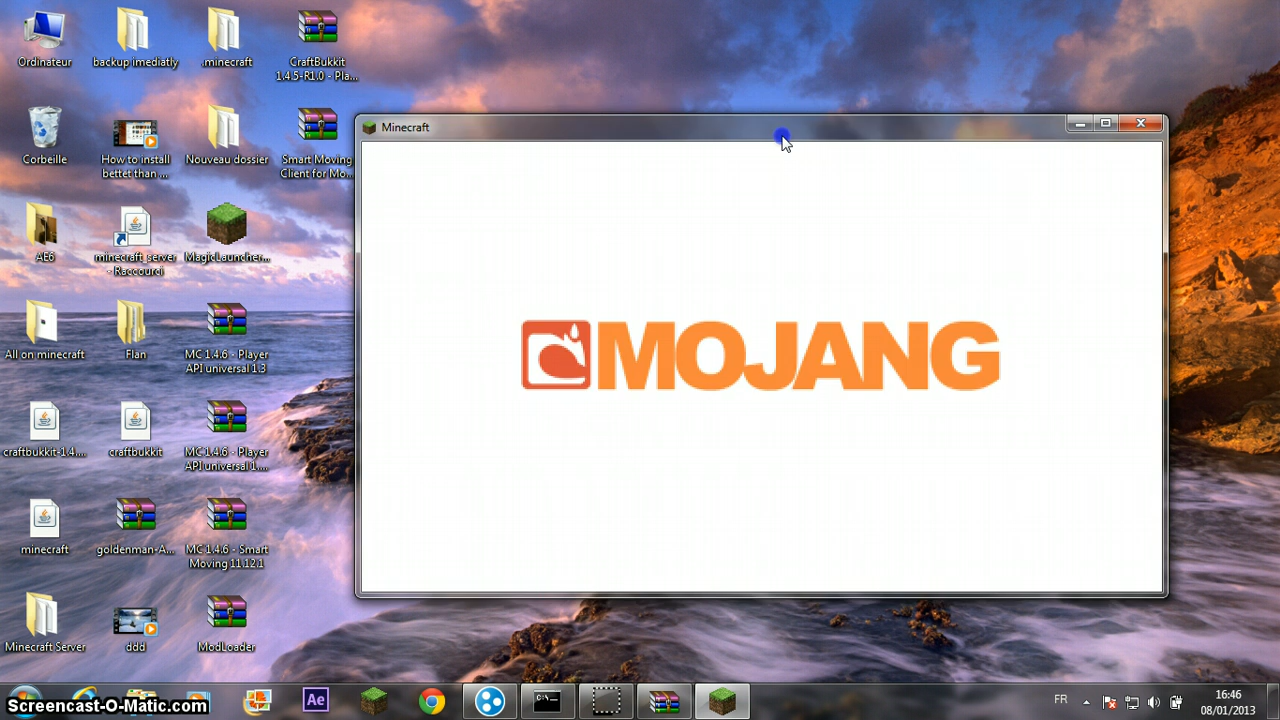 Ordinateur
backup imediatly
.minecraft
CraftBukkit
1.4.5-R1.0 - Pla...
Minecraft
Corbeille
How to install
bettet than ...
Nouveau dossier
Smart Moving
Client for Mo...
AE6
minecraft_server
- Raccourci
MagicLauncher...
MOJANG
All on minecraft
Flan
MC 1.4.6 - Player
API universal 1.3
craftbukkit-1.4....
craftbukkit
MC 1.4.6 - Player
API universal 1....
minecraft
goldenman-A...
MC 1.4.6 - Smart
Moving 11.12.1
Minecraft Server
ddd
ModLoader
Ae
C:\_
FR
16:46
08/01/2013
Screencast-O-Matic.com